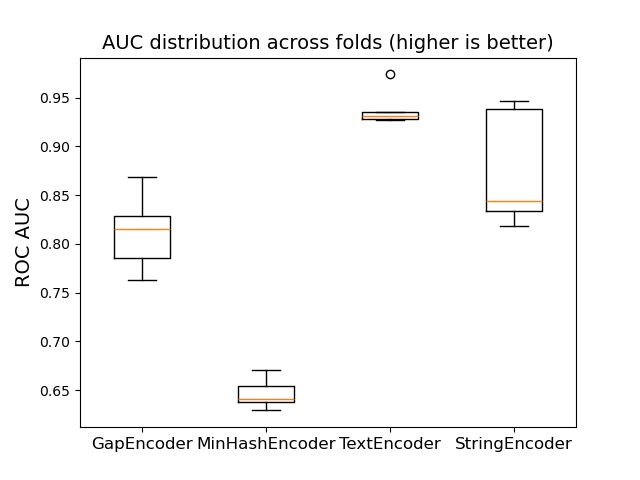 AUC distribution across folds (higher is better)
ROC AUC
0.95
0.90
0.85
0.80
0.75
0.70
0.65
GapEncoder MinHashEncoder TextEncoder StringEncoder